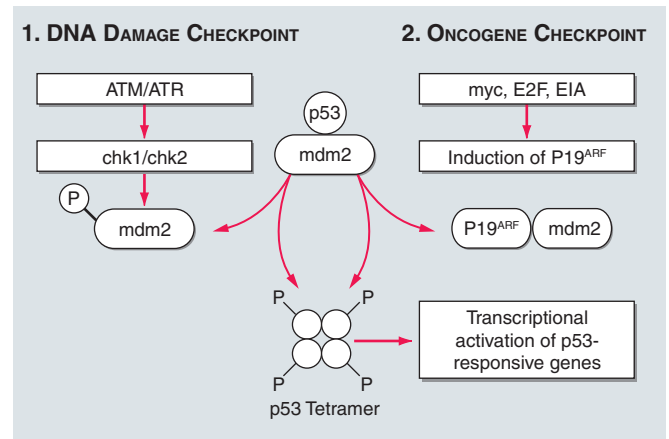 1. DNA DAMAGE CHECKPOINT
2. ONCOGENE CHECKPOINT
ATM/ATR
p53
myc, E2F, EIA
mdm2
chk1/chk2
Induction of P19ARF
P
mdm2
P19ARF
mdm2
P
P
Transcriptional
activation of p53-
responsive genes
P
P
p53 Tetramer